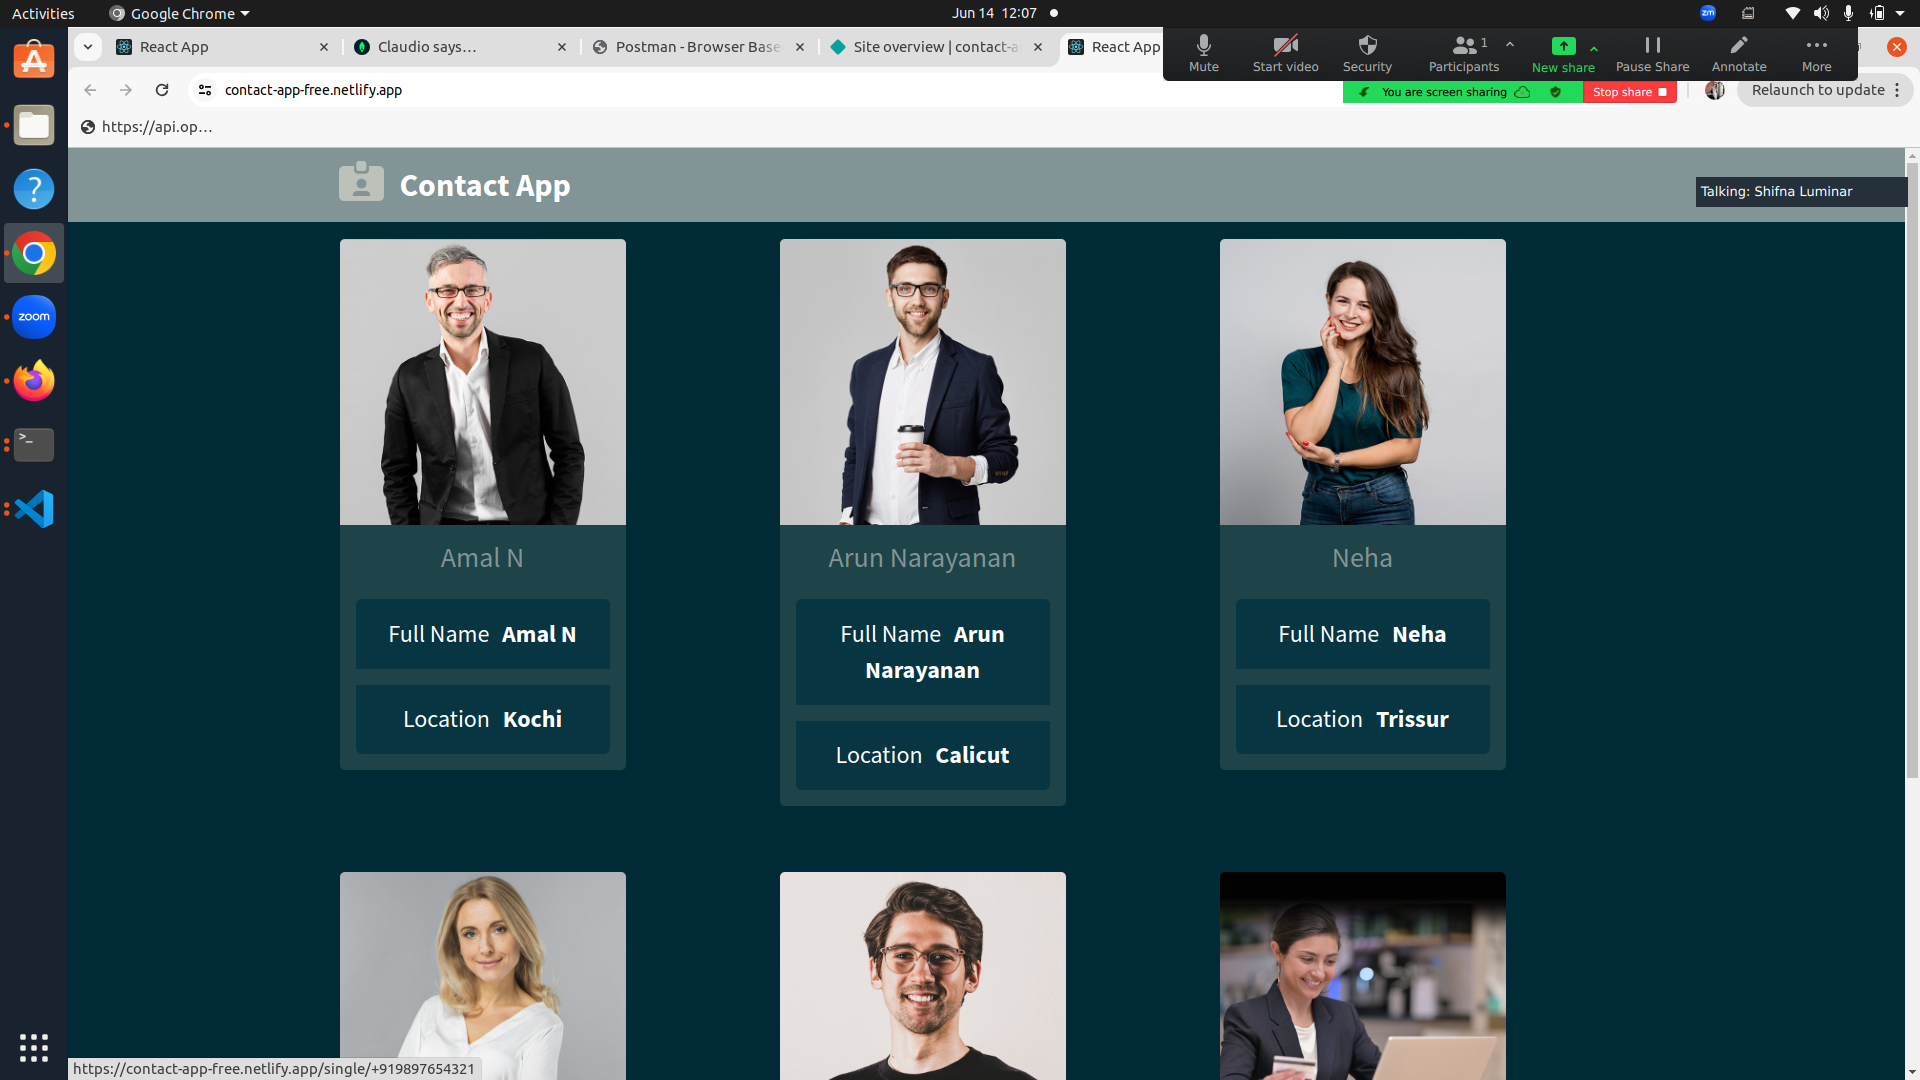 Activities
Google Chrome
Jun 14 12:07
zm
React App
Claudio says…
Postman - Browser Base
Site overview | contact-a
React App
Mute
Start video
Security
Participants
1
New share
Pause Share
Annotate
More
contact-app-free.netlify.app
You are screen sharing
Stop share
Relaunch to update
https://api.op…
Contact App
Talking: Shifna Luminar
zoom
Amal N
Full Name Amal N
Location Kochi
Arun Narayanan
Full Name Arun
Narayanan
Location Calicut
Neha
Full Name Neha
Location Trissur
https://contact-app-free.netlify.app/single/+919897654321